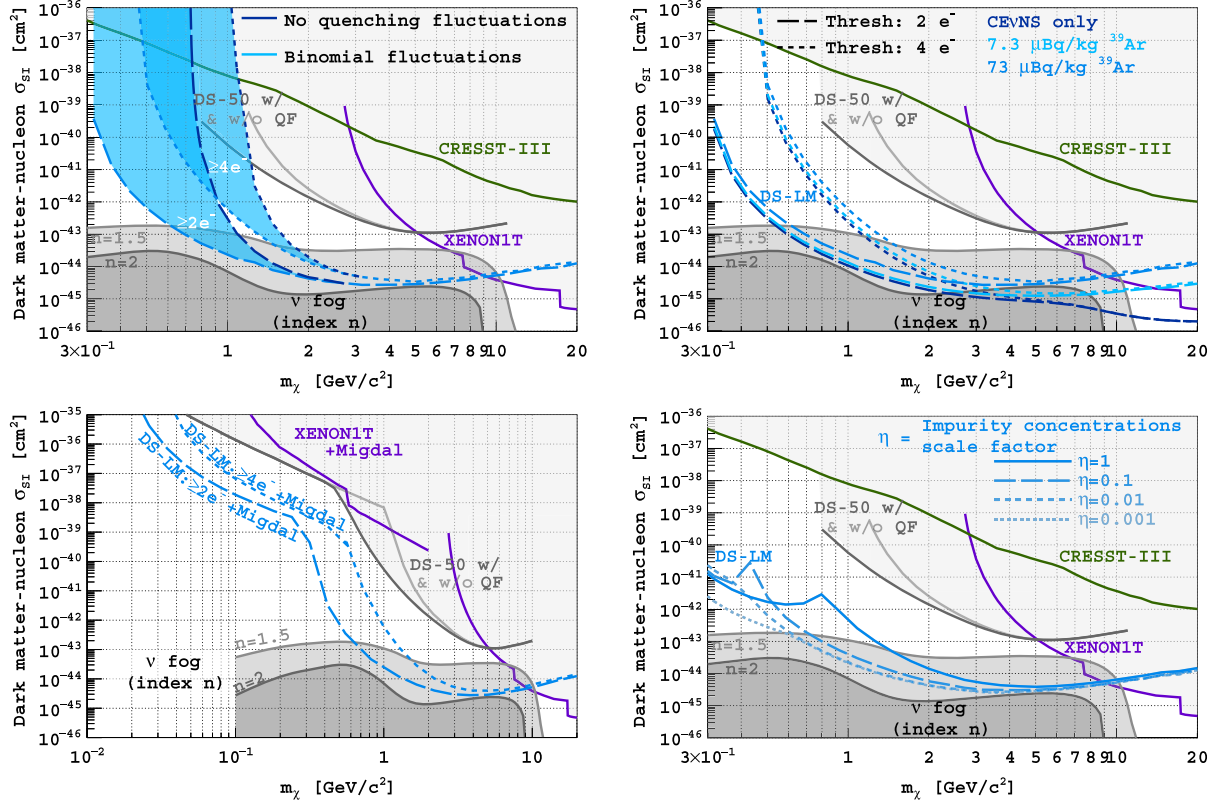 10⁻³⁶
10⁻³⁷
10⁻³⁸
10⁻³⁹
10⁻⁴⁰
10⁻⁴¹
10⁻⁴²
10⁻⁴³
10⁻⁴⁴
10⁻⁴⁵
10⁻⁴⁶
Dark matter-nucleon σ_SI [cm²]
No quenching fluctuations
Binomial fluctuations
DS-50 w/
& w/o QF
CRESST-III
≥4e⁻
≥2e⁻
XENON1T
n=1.5
n=2
ν fog
(index n)
3×10⁻¹ 1 2 3 4 5 6 7 8 9 10 20
m_χ [GeV/c²]
10⁻³⁶
10⁻³⁷
10⁻³⁸
10⁻³⁹
10⁻⁴⁰
10⁻⁴¹
10⁻⁴²
10⁻⁴³
10⁻⁴⁴
10⁻⁴⁵
10⁻⁴⁶
Dark matter-nucleon σ_SI [cm²]
Thresh: 2 e⁻
Thresh: 4 e⁻
CEνNS only
7.3 μBq/kg ³⁹Ar
73 μBq/kg ³⁹Ar
DS-50 w/
& w/o QF
CRESST-III
DS-LM
XENON1T
n=1.5
n=2
ν fog
(index n)
3×10⁻¹ 1 2 3 4 5 6 7 8 9 10 20
m_χ [GeV/c²]
10⁻³⁵
10⁻³⁶
10⁻³⁷
10⁻³⁸
10⁻³⁹
10⁻⁴⁰
10⁻⁴¹
10⁻⁴²
10⁻⁴³
10⁻⁴⁴
10⁻⁴⁵
10⁻⁴⁶
Dark matter-nucleon σ_SI [cm²]
XENON1T
+Migdal
DS-LM:≥4e⁻+Migdal
DS-LM:≥2e⁻+Migdal
DS-50 w/
& w/o QF
n=1.5
n=2
ν fog
(index n)
10⁻² 10⁻¹ 1 10
m_χ [GeV/c²]
10⁻³⁶
10⁻³⁷
10⁻³⁸
10⁻³⁹
10⁻⁴⁰
10⁻⁴¹
10⁻⁴²
10⁻⁴³
10⁻⁴⁴
10⁻⁴⁵
10⁻⁴⁶
Dark matter-nucleon σ_SI [cm²]
η = Impurity concentrations
scale factor
η=1
η=0.1
η=0.01
η=0.001
DS-50 w/
& w/o QF
DS-LM
CRESST-III
XENON1T
n=1.5
n=2
ν fog
(index n)
3×10⁻¹ 1 2 3 4 5 6 7 8 9 10 20
m_χ [GeV/c²]